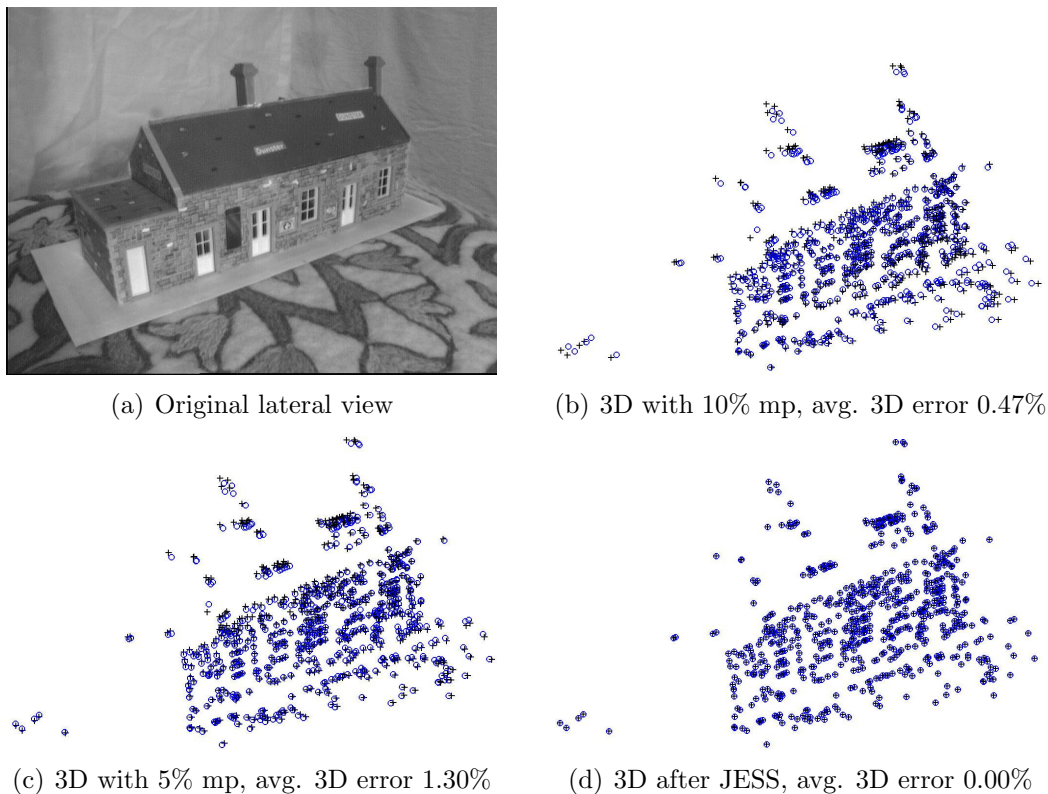 Dunster
(a) Original lateral view
(b) 3D with 10% mp, avg. 3D error 0.47%
(c) 3D with 5% mp, avg. 3D error 1.30%
(d) 3D after JESS, avg. 3D error 0.00%